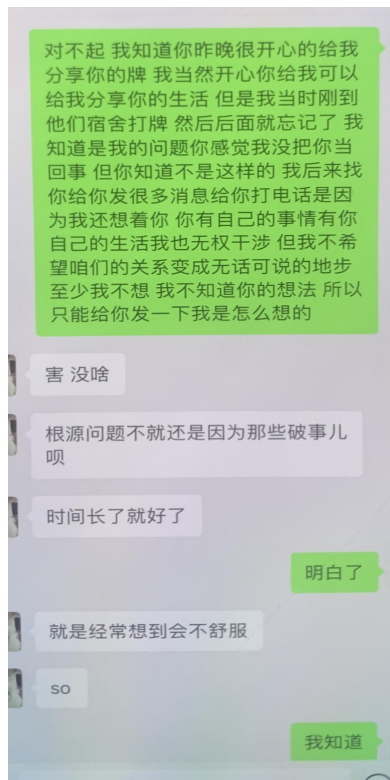 对不起 我知道你昨晚很开心的给我
分享你的牌 我当然开心你给我可以
给我分享你的生活 但是我当时刚到
他们宿舍打牌 然后后面就忘记了 我
知道是我的问题你感觉我没把你当
回事 但你知道不是这样的 我后来找
你给你发很多消息给你打电话是因
为我还想着你 你有自己的事情有你
自己的生活我也无权干涉 但我不希
望咱们的关系变成无话可说的地步
至少我不想 我不知道你的想法 所以
只能给你发一下我是怎么想的
害 没啥
根源问题不就还是因为那些破事儿
呗
时间长了就好了
明白了
就是经常想到会不舒服
so
我知道